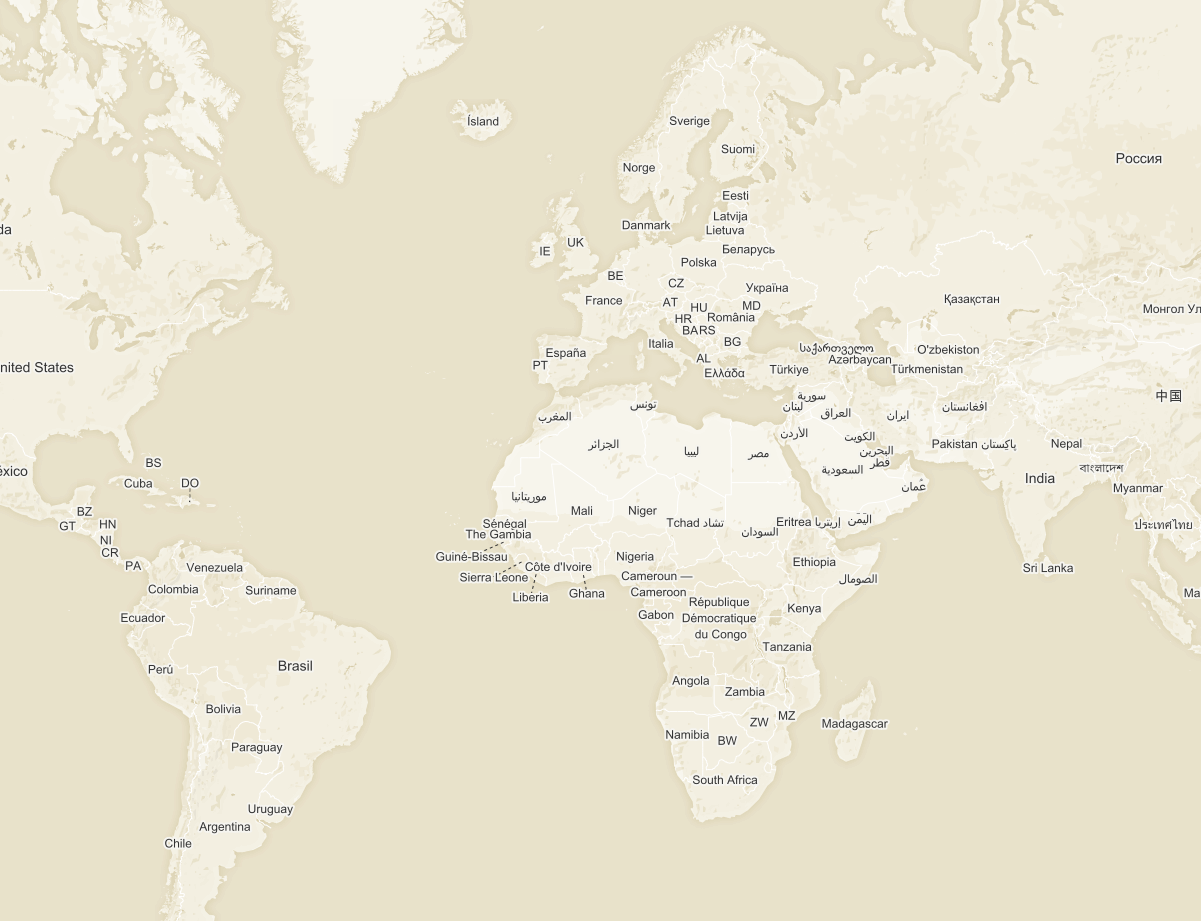 Ísland
Sverige
Suomi
Norge
Россия
Eesti
Latvija
Lietuva
Danmark
da
IE
UK
Беларусь
Polska
BE
CZ
Україна
France
AT
HU
MD
Қазақстан
HR
România
Монгол Ул
BARS
Italia
BG
საქართველო
O'zbekiston
España
PT
AL
Azərbaycan
Ελλάδα
Türkiye
Türkmenistan
nited States
中国
المغرب
تونس
سورية
لبنان
العراق
ایران
افغانستان
الأردن
الكويت
Pakistan پاکستان
Nepal
الجزائر
ليبيا
مصر
البحرين
قطر
السعودية
বাংলাদেশ
India
Myanmar
عمان
éxico
BS
Cuba
DO
BZ
GT
HN
NI
CR
PA
موريتانيا
Mali
Niger
Tchad تشاد
السودان
Eritrea إريتريا
اليمن
ประเทศไทย
Sénégal
The Gambia
Guiné-Bissau
Sierra Leone
Côte d'Ivoire
Liberia
Ghana
Nigeria
Cameroun —
Cameroon
Ethiopia
الصومال
Sri Lanka
Ma
Venezuela
Colombia
Suriname
Ecuador
Gabon
République
Démocratique
du Congo
Kenya
Tanzania
Perú
Brasil
Angola
Zambia
Bolivia
ZW
MZ
Madagascar
Namibia
BW
Paraguay
South Africa
Uruguay
Argentina
Chile